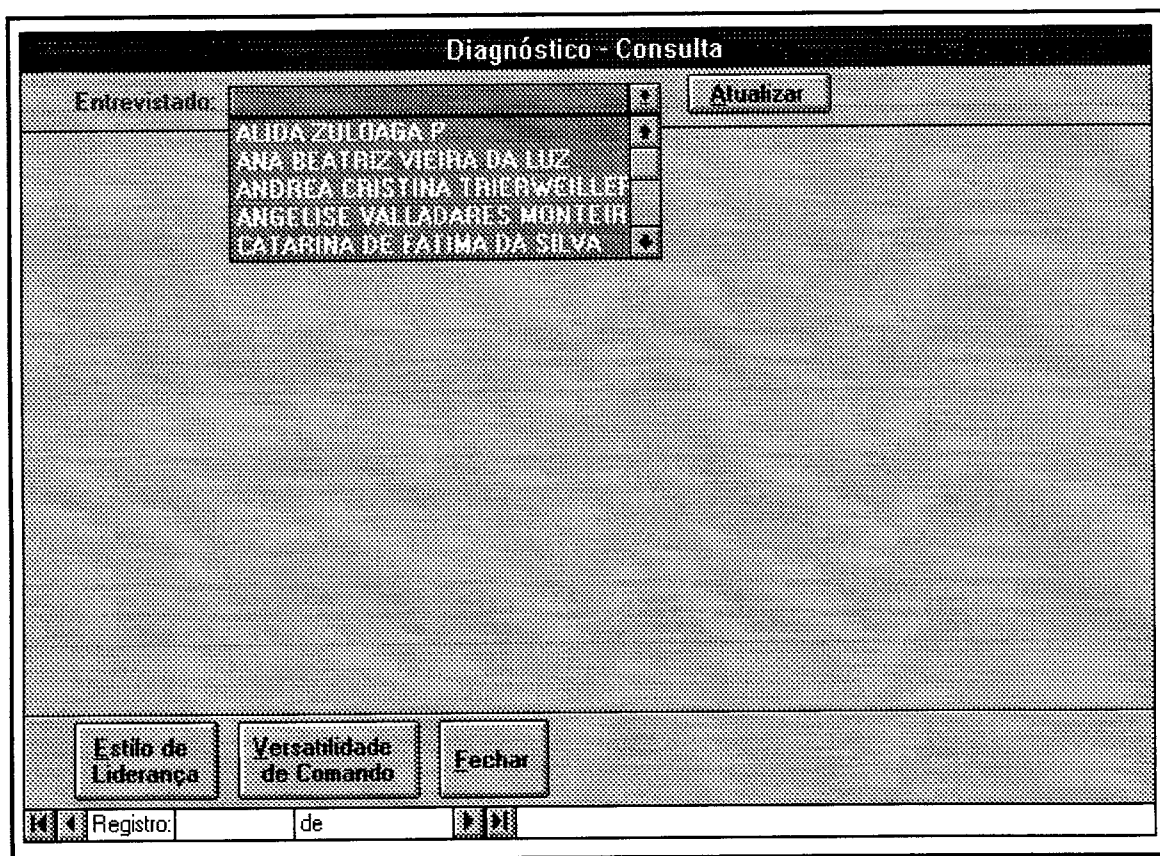 Diagnóstico - Consulta
Entrevistado: Atualizar
ALIDA ZULOAGA P
ANA BEATRIZ VIEIRA DA LUZ
ANDREA CRISTINA TRIERWEILLER
ANGELISE VALLADARES MONTEIR
CATARINA DE FATIMA DA SILVA
Estilo de Liderança
Versatilidade de Comando
Fechar
Registro: de